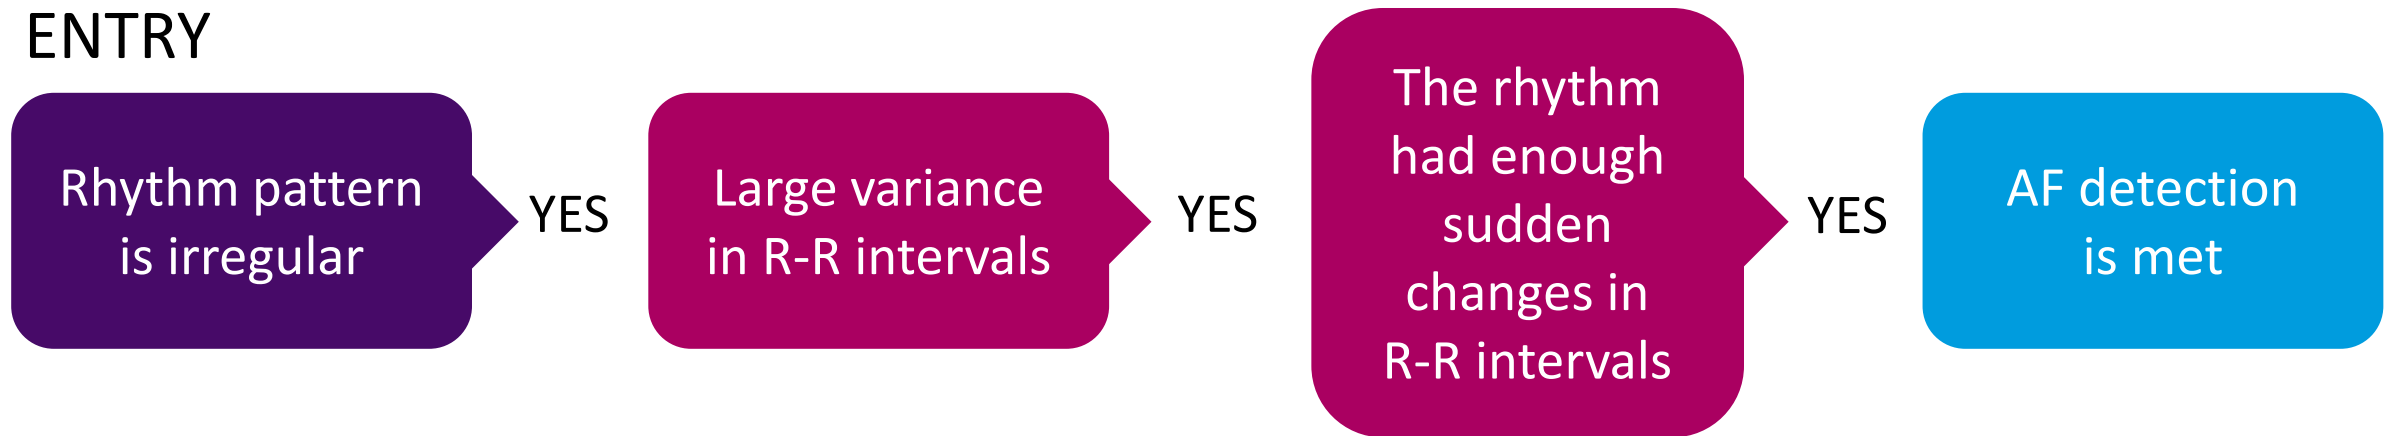 ENTRY
Rhythm pattern
is irregular
YES
Large variance
in R-R intervals
YES
The rhythm
had enough
sudden
changes in
R-R intervals
YES
AF detection
is met